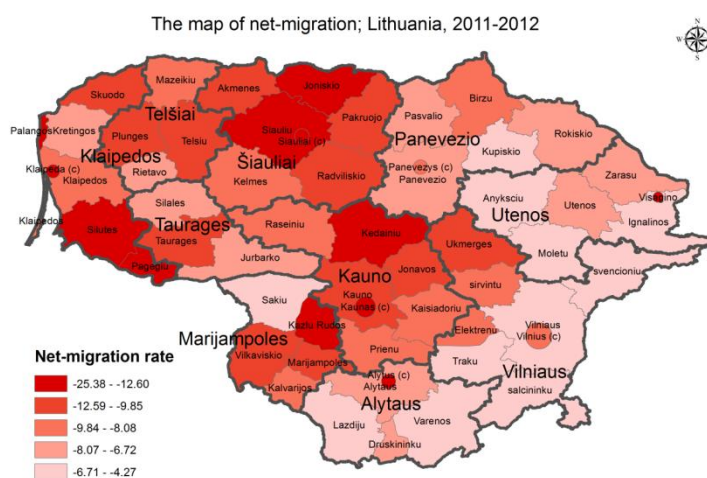 The map of net-migration; Lithuania, 2011-2012
N
W E
S
Mazeikiu
Skuodo
Akmenes
Joniskio
Telšiai
Pakruojo
Birzu
Pasvalio
Palangos
Kretingos
Plunges
Telsiu
Siauliu
Siauliai (c)
Panevezio
Rokiskio
Klaipedos
Šiauliai
Kupiskio
Klaipeda (c)
Rietavo
Radviliskio
Panevezys (c)
Panevezio
Klaipedos
Kelmes
Zarasu
Silales
Anyksciu
Visagino
Klaipedos
Taurages
Utenos
Utenos
Ignalinos
Silutes
Taurages
Raseiniu
Kedainiu
Ukmerges
Moletu
Pagegiu
Jurbarko
svencioniu
Kauno
Jonavos
sirvintu
Sakiu
Kauno
Kaunas (c)
Kaisiadoriu
Vilniaus
Vilnius (c)
Kazlu Rudos
Elektrenu
Marijampoles
Vilkaviskio
Prienu
Traku
Marijampoles
Vilniaus
Kalvarijos
Alytus (c)
Alytaus
salcininku
Alytaus
Lazdiju
Varenos
Druskininku
Net-migration rate
-25.38 - -12.60
-12.59 - -9.85
-9.84 - -8.08
-8.07 - -6.72
-6.71 - -4.27